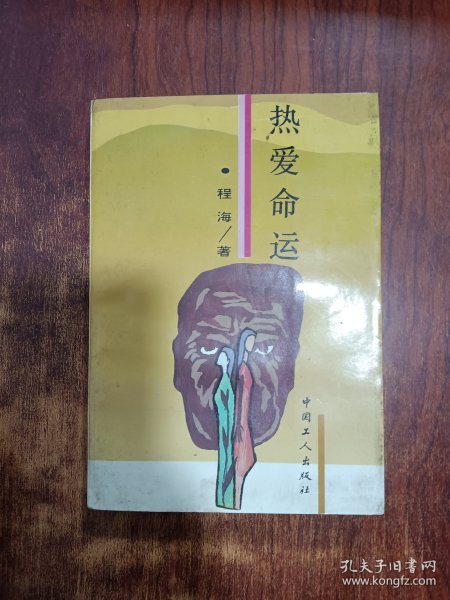 热爱命运
·程海/著
中国工人出版社
孔夫子旧书网
www.kongfz.com